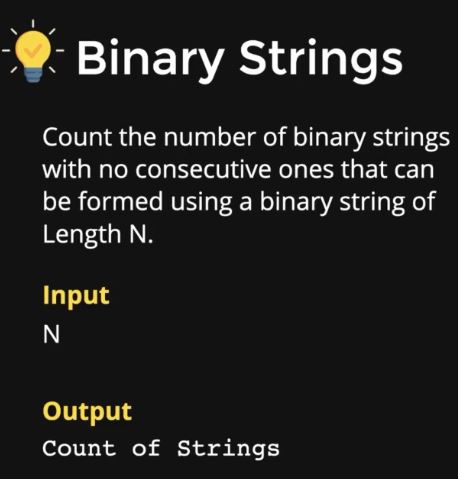 Binary Strings
Count the number of binary strings
with no consecutive ones that can
be formed using a binary string of
Length N.
Input
N
Output
Count of Strings